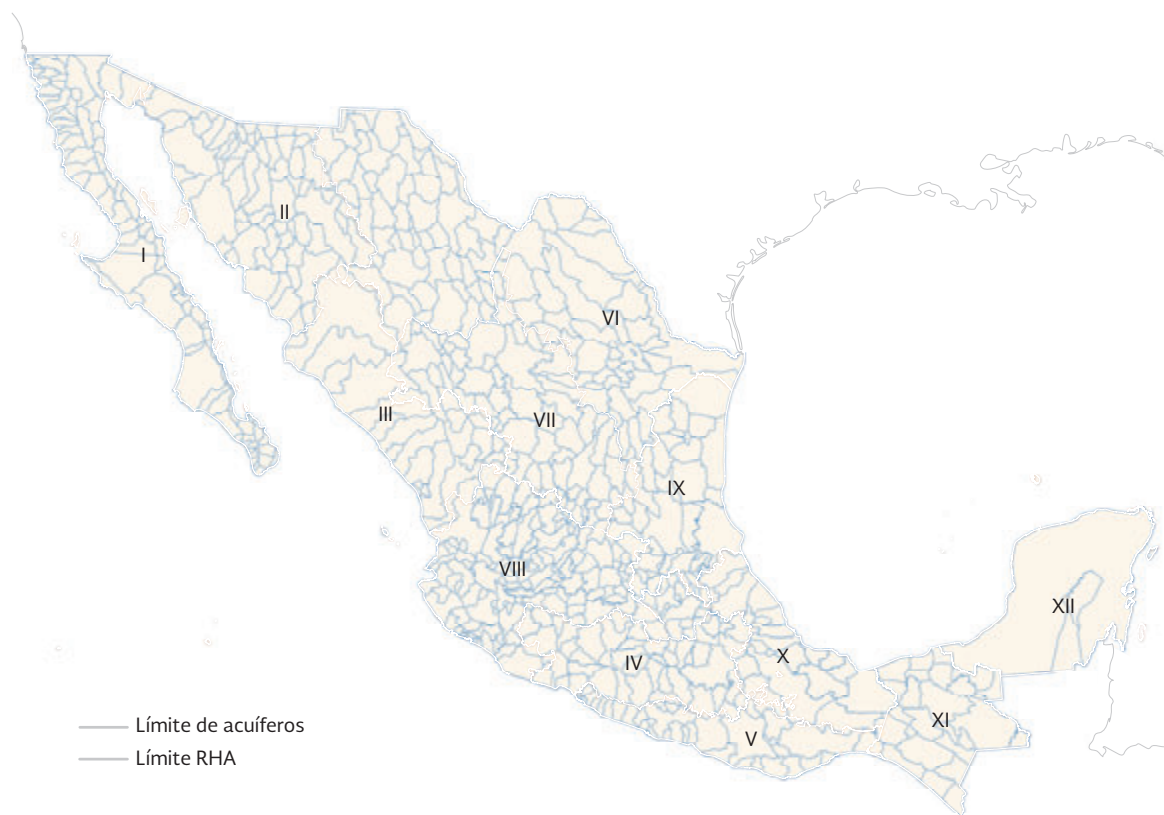 II
I
VI
III
VII
IX
VIII
XII
IV
X
XI
V
Límite de acuíferos
Límite RHA